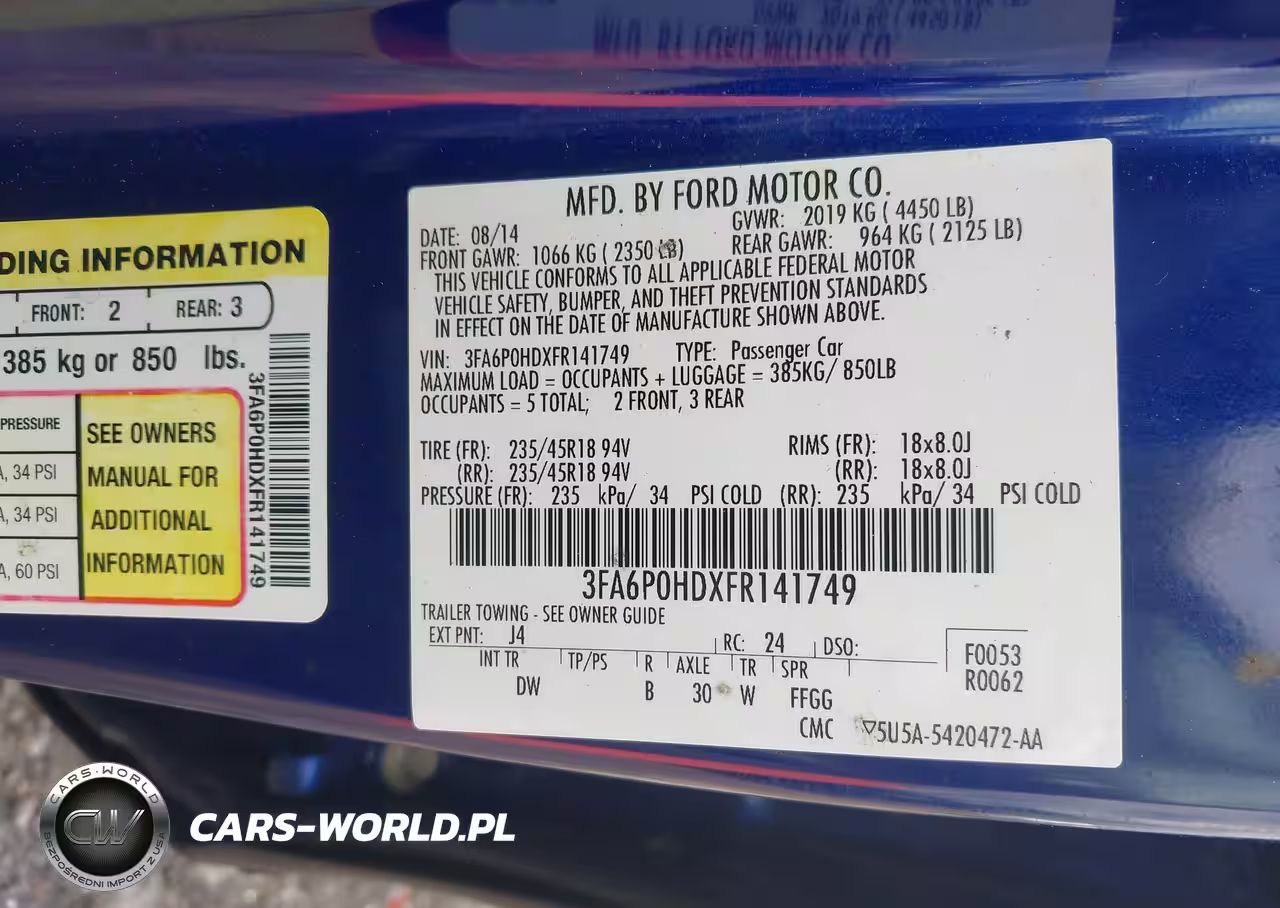 DING INFORMATION
FRONT: 2 REAR: 3
385 kg or 850 lbs.
PRESSURE
A, 34 PSI
A, 34 PSI
A, 60 PSI
SEE OWNERS
MANUAL FOR
ADDITIONAL
INFORMATION
3FA6P0HDXFR141749
MFD. BY FORD MOTOR CO.
DATE: 08/14 GVWR: 2019 KG ( 4450 LB)
FRONT GAWR: 1066 KG ( 2350 LB) REAR GAWR: 964 KG ( 2125 LB)
THIS VEHICLE CONFORMS TO ALL APPLICABLE FEDERAL MOTOR
VEHICLE SAFETY, BUMPER, AND THEFT PREVENTION STANDARDS
IN EFFECT ON THE DATE OF MANUFACTURE SHOWN ABOVE.
VIN: 3FA6P0HDXFR141749 TYPE: Passenger Car
MAXIMUM LOAD = OCCUPANTS + LUGGAGE = 385KG/ 850LB
OCCUPANTS = 5 TOTAL; 2 FRONT, 3 REAR
TIRE (FR): 235/45R18 94V RIMS (FR): 18x8.0J
(RR): 235/45R18 94V (RR): 18x8.0J
PRESSURE (FR): 235 kPa/ 34 PSI COLD (RR): 235 kPa/ 34 PSI COLD
3FA6P0HDXFR141749
TRAILER TOWING - SEE OWNER GUIDE
EXT PNT: J4 RC: 24 DSO:
INT TR TP/PS R AXLE TR SPR
DW B 30 W FFGG
F0053
R0062
CMC ▽5U5A-5420472-AA
CARS-WORLD
CW
BEZPOŚREDNI IMPORT Z USA
CARS-WORLD.PL